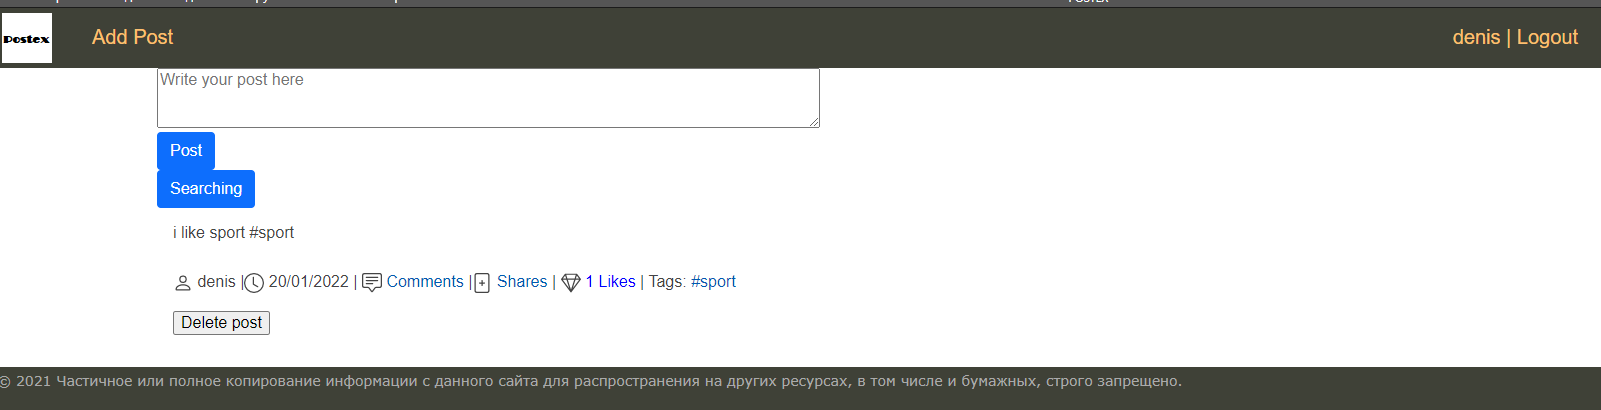 Postex
Add Post
denis | Logout
Write your post here
Post
Searching
i like sport #sport
denis | 20/01/2022 | Comments | Shares | 1 Likes | Tags: #sport
Delete post
© 2021 Частичное или полное копирование информации с данного сайта для распространения на других ресурсах, в том числе и бумажных, строго запрещено.